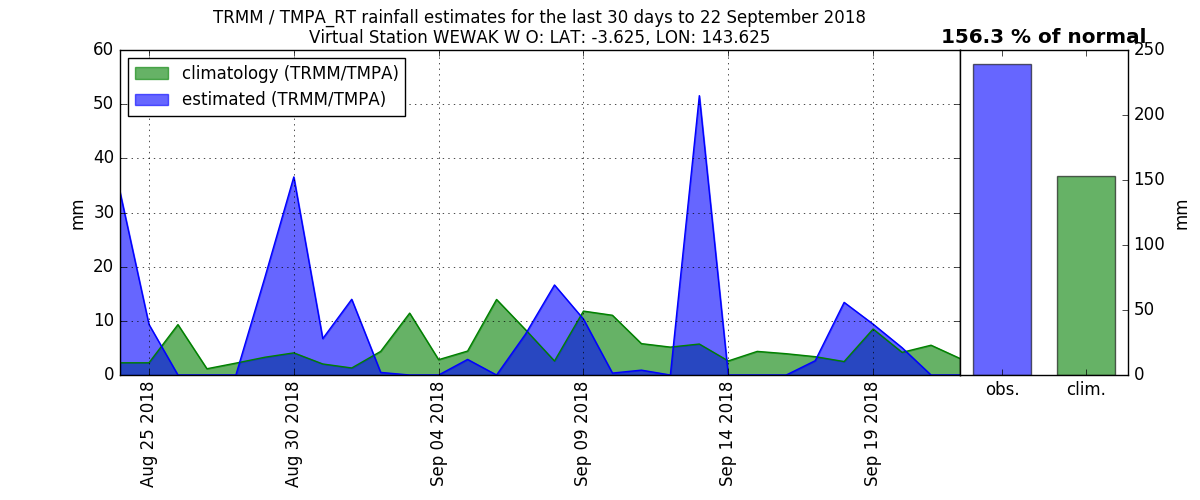 TRMM / TMPA_RT rainfall estimates for the last 30 days to 22 September 2018
Virtual Station WEWAK W O: LAT: -3.625, LON: 143.625
156.3 % of normal
climatology (TRMM/TMPA)
estimated (TRMM/TMPA)
60
50
40
30
20
10
0
mm
Aug 25 2018
Aug 30 2018
Sep 04 2018
Sep 09 2018
Sep 14 2018
Sep 19 2018
250
200
150
100
50
0
mm
obs.
clim.